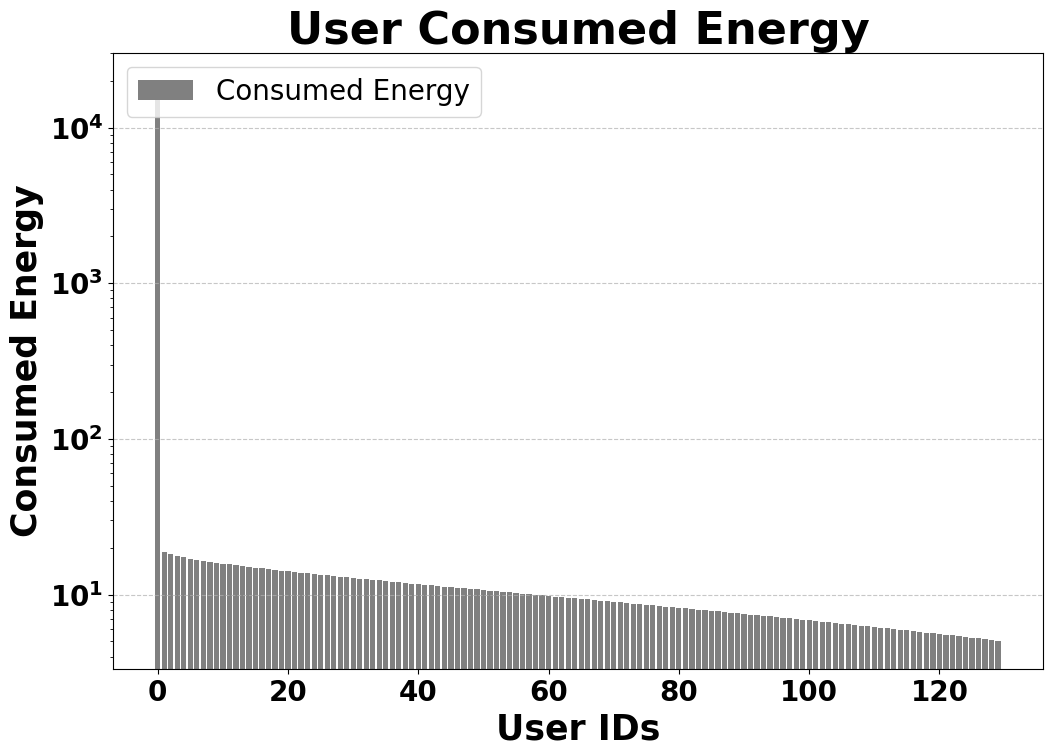 User Consumed Energy
Consumed Energy
10⁴
10³
10²
10¹
Consumed Energy
0 20 40 60 80 100 120
User IDs